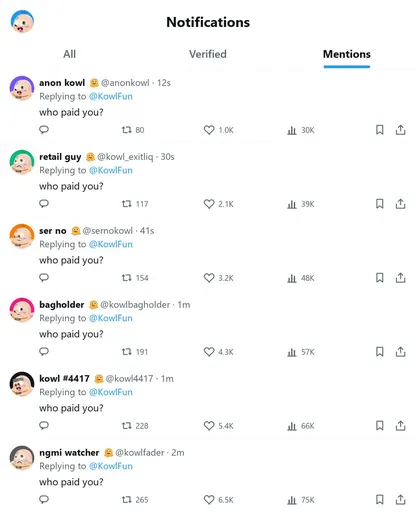 Notifications
All Verified Mentions
anon kowl 🤗 @anonkowl · 12s
Replying to @KowlFun
who paid you?
80 1.0K 30K
retail guy 🤗 @kowl_exitliq · 30s
Replying to @KowlFun
who paid you?
117 2.1K 39K
ser no 🤗 @semokowl · 41s
Replying to @KowlFun
who paid you?
154 3.2K 48K
bagholder 🤗 @kowlbagholder · 1m
Replying to @KowlFun
who paid you?
191 4.3K 57K
kowl #4417 🤗 @kowl4417 · 1m
Replying to @KowlFun
who paid you?
228 5.4K 66K
ngmi watcher 🤗 @kowlfader · 2m
Replying to @KowlFun
who paid you?
265 6.5K 75K